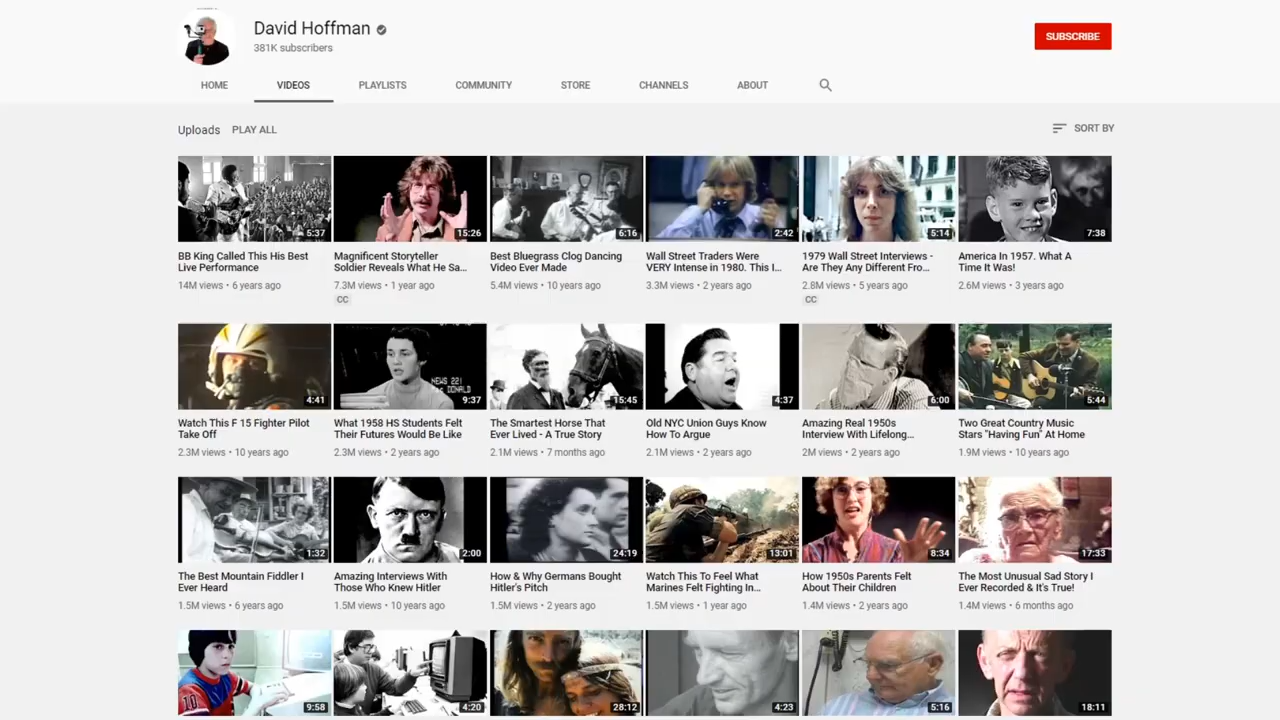 David Hoffman
381K subscribers
SUBSCRIBE
HOME VIDEOS PLAYLISTS COMMUNITY STORE CHANNELS ABOUT
Uploads PLAY ALL SORT BY
5:37 15:26 6:16 2:42 5:14 7:38
BB King Called This His Best
Live Performance
14M views • 6 years ago
Magnificent Storyteller
Soldier Reveals What He Sa...
7.3M views • 1 year ago
CC
Best Bluegrass Clog Dancing
Video Ever Made
5.4M views • 10 years ago
Wall Street Traders Were
VERY Intense in 1980. This I...
3.3M views • 2 years ago
1979 Wall Street Interviews -
Are They Any Different Fro...
2.8M views • 5 years ago
CC
America In 1957. What A
Time It Was!
2.6M views • 3 years ago
NEWS 22!
DONALD
4:41 9:37 15:45 4:37 6:00 5:44
Watch This F 15 Fighter Pilot
Take Off
2.3M views • 10 years ago
What 1958 HS Students Felt
Their Futures Would Be Like
2.3M views • 2 years ago
The Smartest Horse That
Ever Lived - A True Story
2.1M views • 7 months ago
Old NYC Union Guys Know
How To Argue
2.1M views • 2 years ago
Amazing Real 1950s
Interview With Lifelong...
2M views • 2 years ago
Two Great Country Music
Stars "Having Fun" At Home
1.9M views • 10 years ago
1:32 2:00 24:19 13:01 8:34 17:33
The Best Mountain Fiddler I
Ever Heard
1.5M views • 6 years ago
Amazing Interviews With
Those Who Knew Hitler
1.5M views • 10 years ago
How & Why Germans Bought
Hitler's Pitch
1.5M views • 2 years ago
Watch This To Feel What
Marines Felt Fighting In...
1.5M views • 1 year ago
How 1950s Parents Felt
About Their Children
1.4M views • 2 years ago
The Most Unusual Sad Story I
Ever Recorded & It's True!
1.4M views • 6 months ago
10
9:58 4:20 28:12 4:23 5:16 18:11